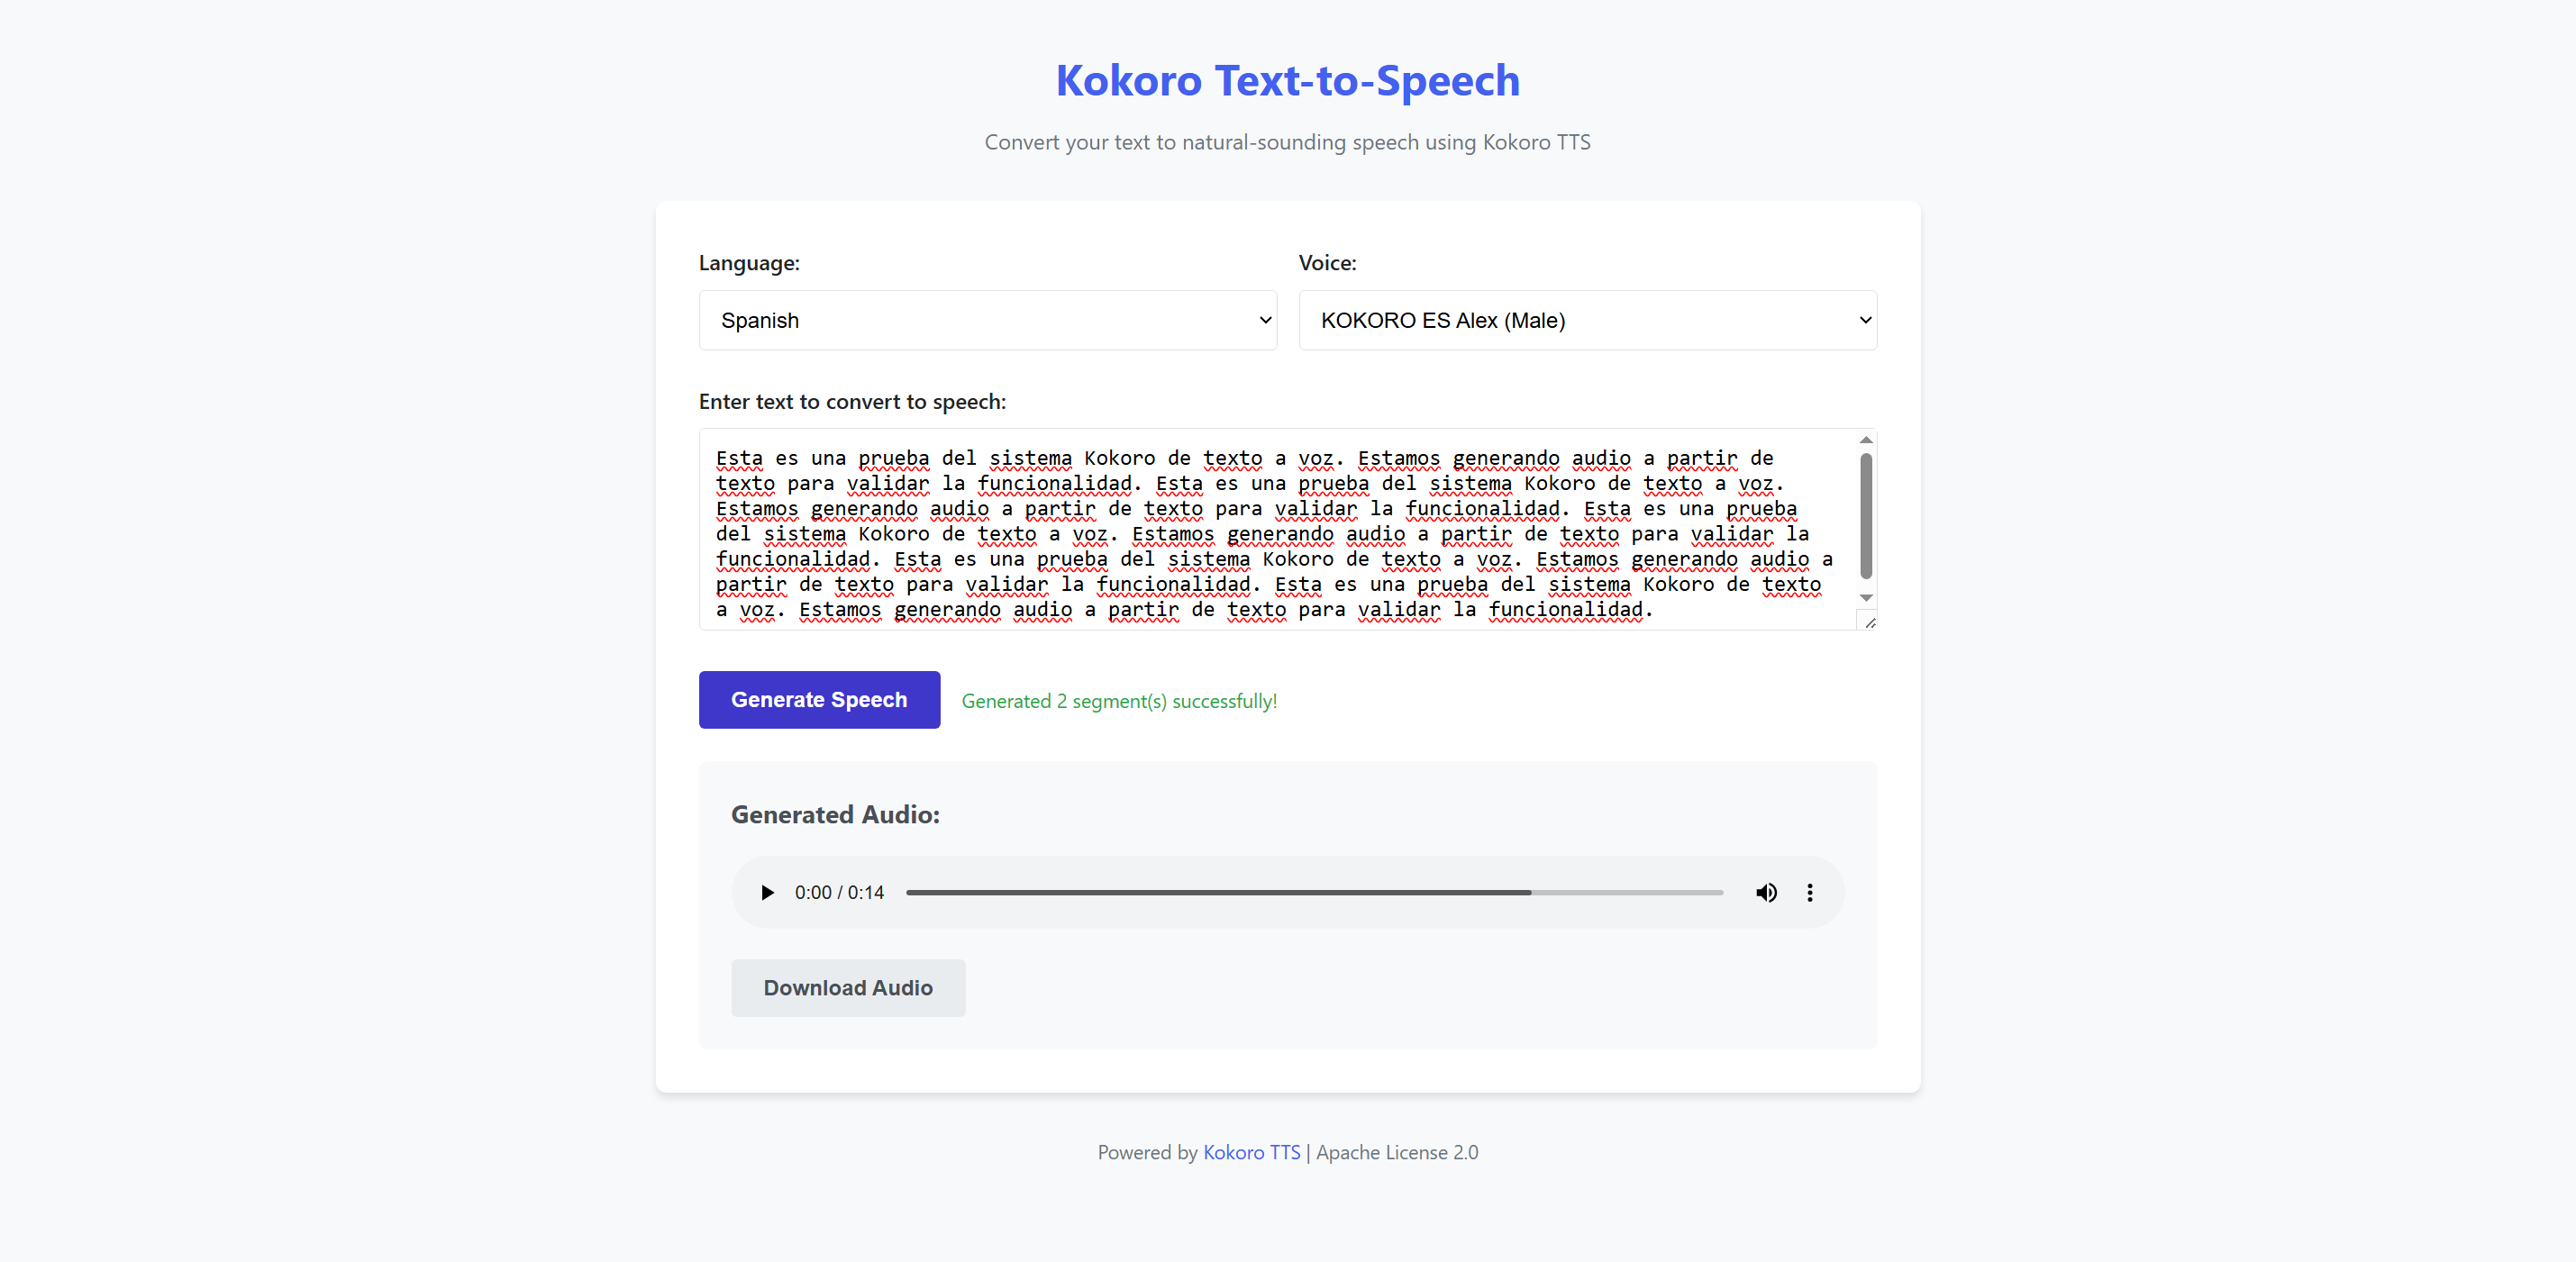 Kokoro Text-to-Speech
Convert your text to natural-sounding speech using Kokoro TTS
Language:
Voice:
Spanish
KOKORO ES Alex (Male)
Enter text to convert to speech:
Esta es una prueba del sistema Kokoro de texto a voz. Estamos generando audio a partir de
texto para validar la funcionalidad. Esta es una prueba del sistema Kokoro de texto a voz.
Estamos generando audio a partir de texto para validar la funcionalidad. Esta es una prueba
del sistema Kokoro de texto a voz. Estamos generando audio a partir de texto para validar la
funcionalidad. Esta es una prueba del sistema Kokoro de texto a voz. Estamos generando audio a
partir de texto para validar la funcionalidad. Esta es una prueba del sistema Kokoro de texto
a voz. Estamos generando audio a partir de texto para validar la funcionalidad.
Generate Speech
Generated 2 segment(s) successfully!
Generated Audio:
0:00 / 0:14
Download Audio
Powered by Kokoro TTS | Apache License 2.0